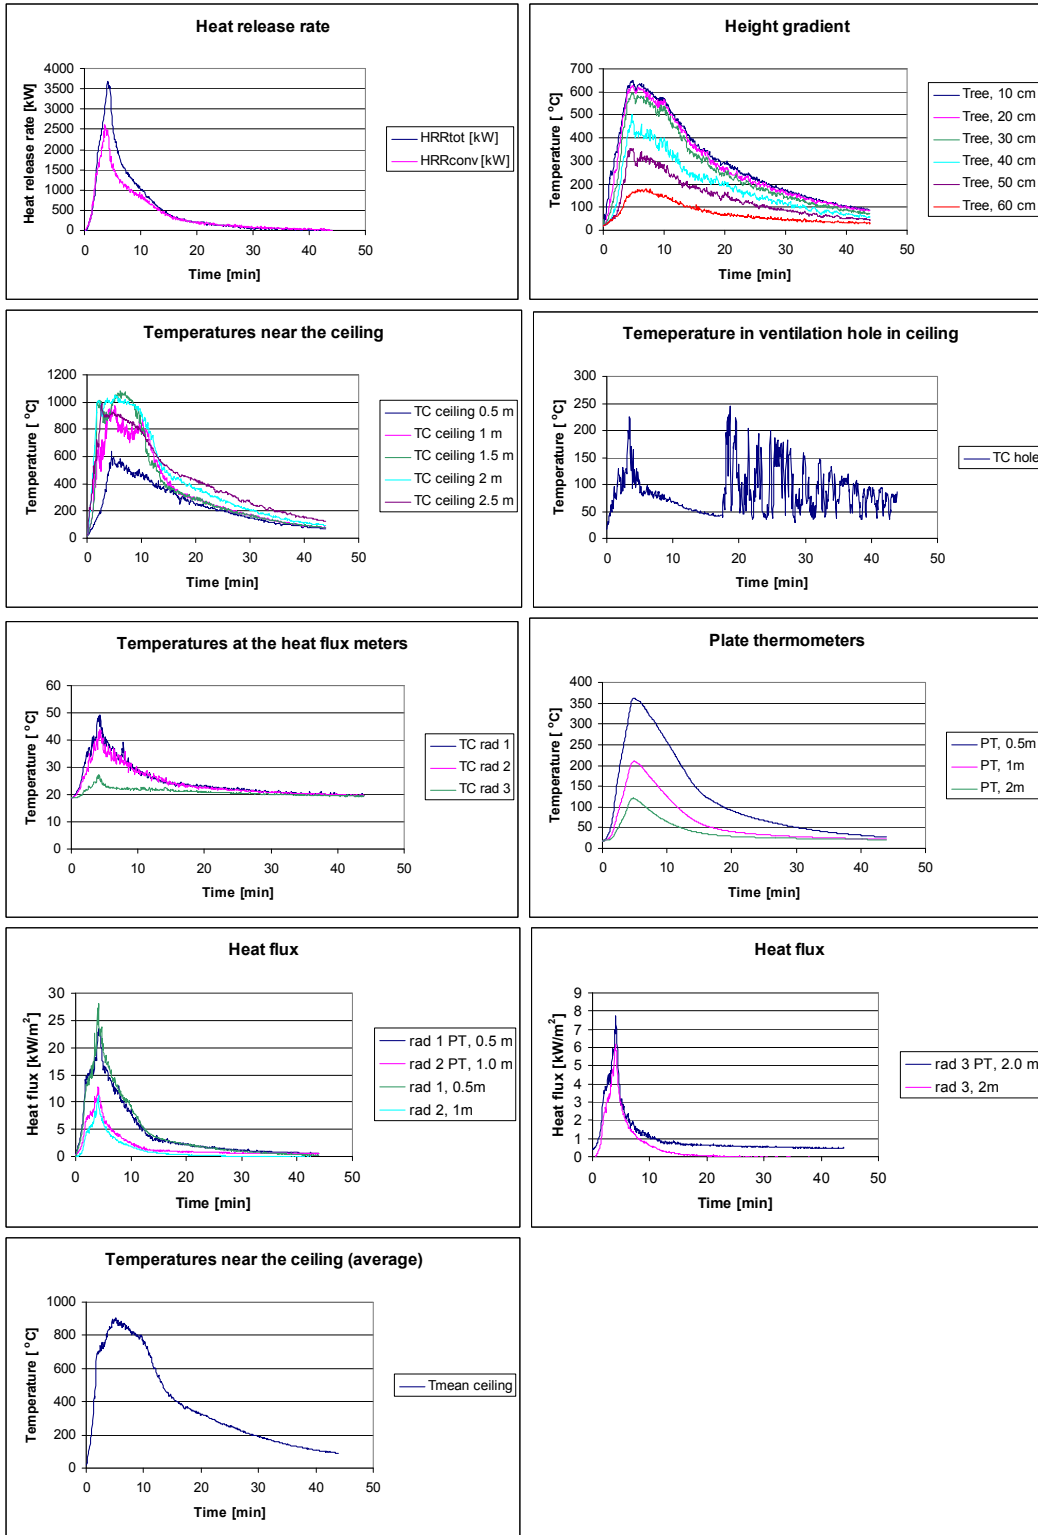 Heat release rate
Heat release rate [kW]
4000
3500
3000
2500
2000
1500
1000
500
0
0 10 20 30 40 50
Time [min]
HRRtot [kW]
HRRconv [kW]
Height gradient
Temperature [ °C]
700
600
500
400
300
200
100
0
0 10 20 30 40 50
Time [min]
Tree, 10 cm
Tree, 20 cm
Tree, 30 cm
Tree, 40 cm
Tree, 50 cm
Tree, 60 cm
Temperatures near the ceiling
Temperature [ °C]
1200
1000
800
600
400
200
0
0 10 20 30 40 50
Time [min]
TC ceiling 0.5 m
TC ceiling 1 m
TC ceiling 1.5 m
TC ceiling 2 m
TC ceiling 2.5 m
Temeperature in ventilation hole in ceiling
Temperature [ °C]
300
250
200
150
100
50
0
0 10 20 30 40 50
Time [min]
TC hole
Temperatures at the heat flux meters
Temperature [ °C]
60
50
40
30
20
10
0
0 10 20 30 40 50
Time [min]
TC rad 1
TC rad 2
TC rad 3
Plate thermometers
Temperature [ °C]
400
350
300
250
200
150
100
50
0
0 10 20 30 40 50
Time [min]
PT, 0.5m
PT, 1m
PT, 2m
Heat flux
Heat flux [kW/m²]
30
25
20
15
10
5
0
0 10 20 30 40 50
Time [min]
rad 1 PT, 0.5 m
rad 2 PT, 1.0 m
rad 1, 0.5m
rad 2, 1m
Heat flux
Heat flux [kW/m²]
9
8
7
6
5
4
3
2
1
0
0 10 20 30 40 50
Time [min]
rad 3 PT, 2.0 m
rad 3, 2m
Temperatures near the ceiling (average)
Temperature [ °C]
1000
800
600
400
200
0
0 10 20 30 40 50
Time [min]
Tmean ceiling